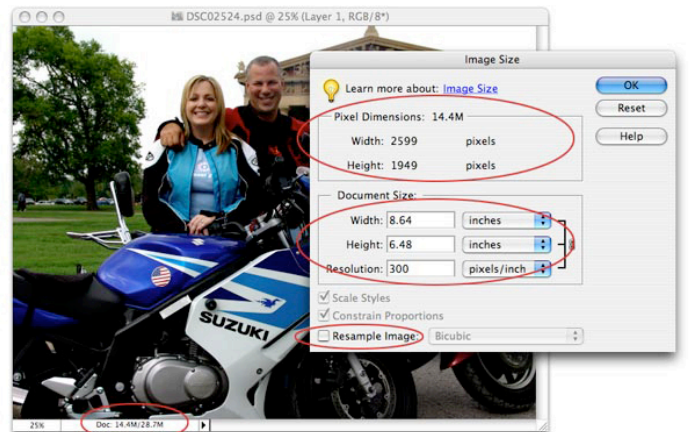 DSC02524.psd @ 25% (Layer 1, RGB/8*)
Image Size
Learn more about: Image Size
OK
Reset
Help
Pixel Dimensions: 14.4M
Width: 2599 pixels
Height: 1949 pixels
Document Size:
Width: 8.64 inches
Height: 6.48 inches
Resolution: 300 pixels/inch
Scale Styles
Constrain Proportions
Resample Image: Bicubic
SUZUKI
25% Doc: 14.4M/28.7M